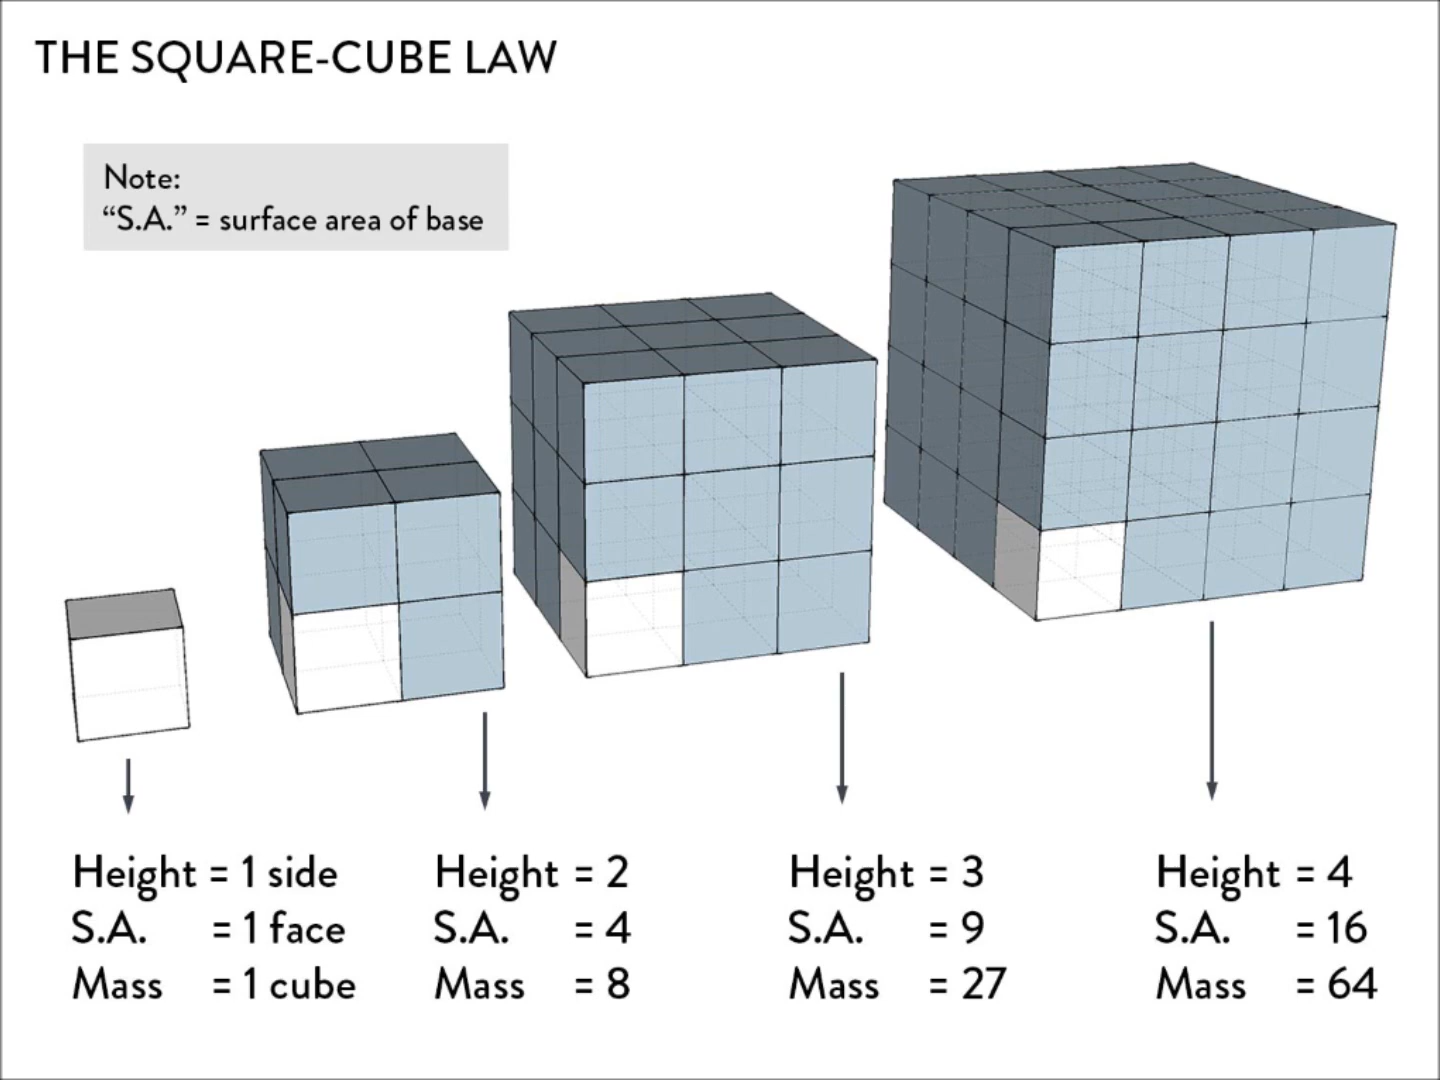 THE SQUARE-CUBE LAW
Note:
“S.A.” = surface area of base
Height = 1 side
S.A. = 1 face
Mass = 1 cube
Height = 2
S.A. = 4
Mass = 8
Height = 3
S.A. = 9
Mass = 27
Height = 4
S.A. = 16
Mass = 64